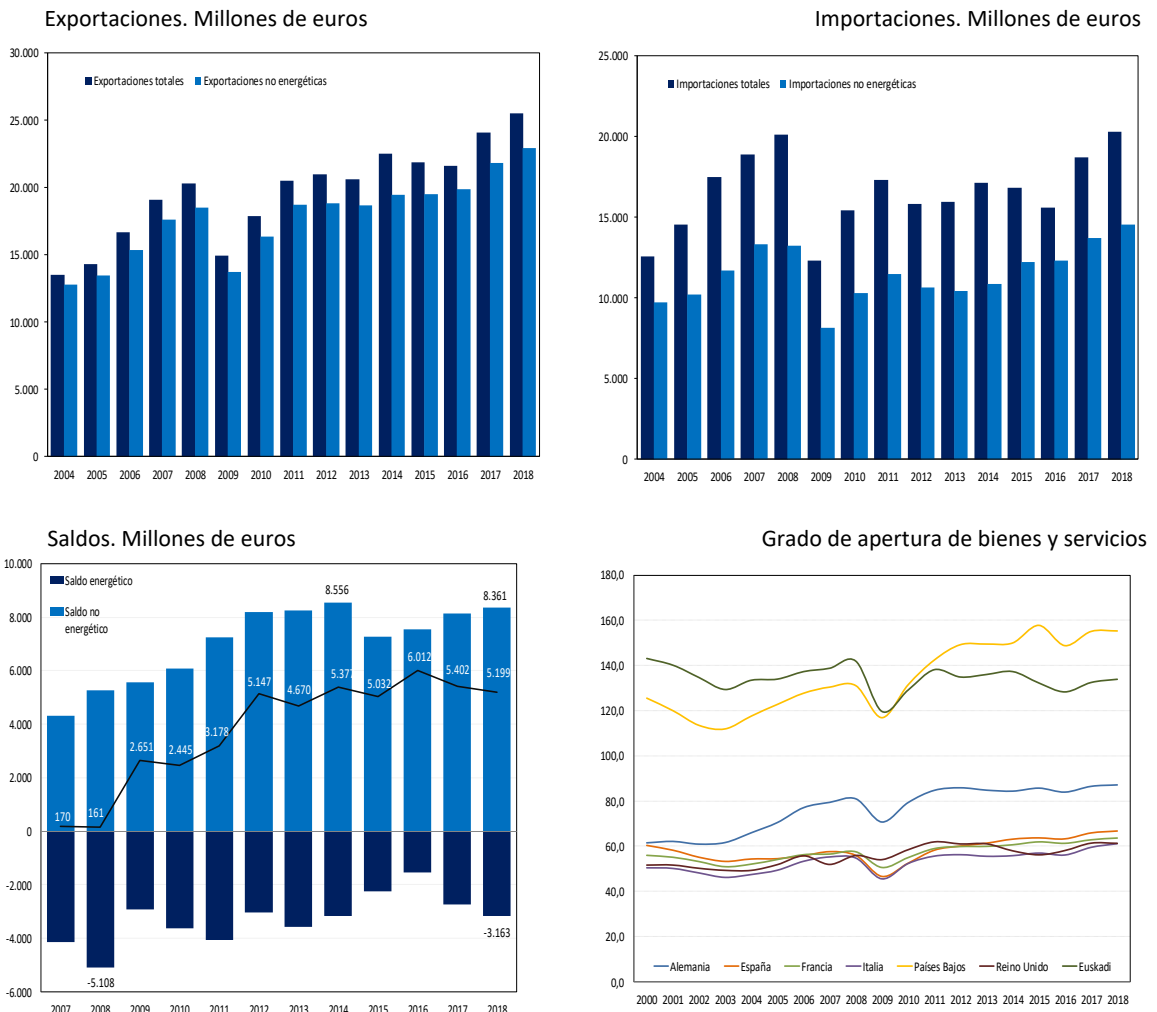 Exportaciones. Millones de euros
30.000
25.000
20.000
15.000
10.000
5.000
0
Exportaciones totales Exportaciones no energéticas
2004 2005 2006 2007 2008 2009 2010 2011 2012 2013 2014 2015 2016 2017 2018
Importaciones. Millones de euros
25.000
20.000
15.000
10.000
5.000
0
Importaciones totales Importaciones no energéticas
2004 2005 2006 2007 2008 2009 2010 2011 2012 2013 2014 2015 2016 2017 2018
Saldos. Millones de euros
10.000
8.000
6.000
4.000
2.000
0
-2.000
-4.000
-6.000
Saldo energético
Saldo no
energético
8.556
8.361
170 161 2.651 2.445 3.178 5.147 4.670 5.377 5.032 6.012 5.402 5.199
-5.108
-3.163
2007 2008 2009 2010 2011 2012 2013 2014 2015 2016 2017 2018
Grado de apertura de bienes y servicios
180,0
160,0
140,0
120,0
100,0
80,0
60,0
40,0
20,0
0,0
Alemania España Francia Italia Países Bajos Reino Unido Euskadi
2000 2001 2002 2003 2004 2005 2006 2007 2008 2009 2010 2011 2012 2013 2014 2015 2016 2017 2018